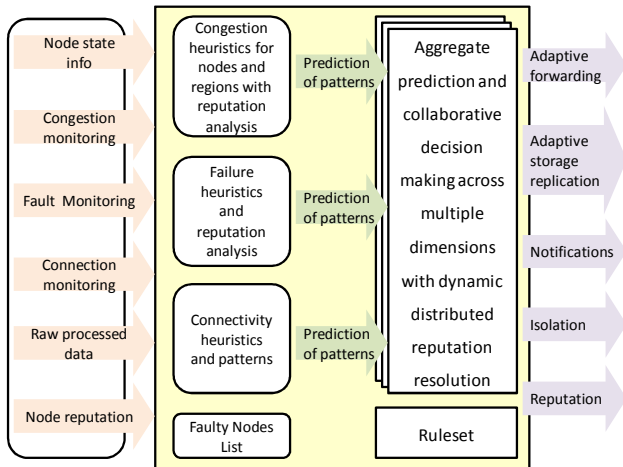 Node state
info
Congestion
monitoring
Fault Monitoring
Connection
monitoring
Raw processed
data
Node reputation
Congestion
heuristics for
nodes and
regions with
reputation
analysis
Failure
heuristics
and
reputation
analysis
Connectivity
heuristics
and patterns
Faulty Nodes
List
Prediction
of patterns
Prediction
of patterns
Prediction
of patterns
Aggregate
prediction and
collaborative
decision
making across
multiple
dimensions
with dynamic
distributed
reputation
resolution
Ruleset
Adaptive
forwarding
Adaptive
storage
replication
Notifications
Isolation
Reputation